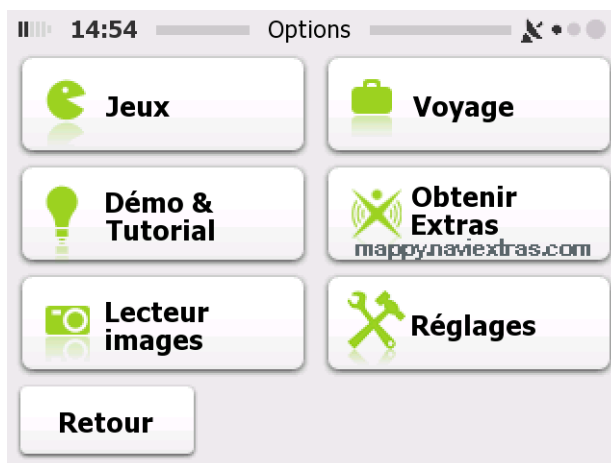 14:54 Options
Jeux
Voyage
Démo &
Tutorial
Obtenir
Extras
mappy.naviextras.com
Lecteur
images
Réglages
Retour